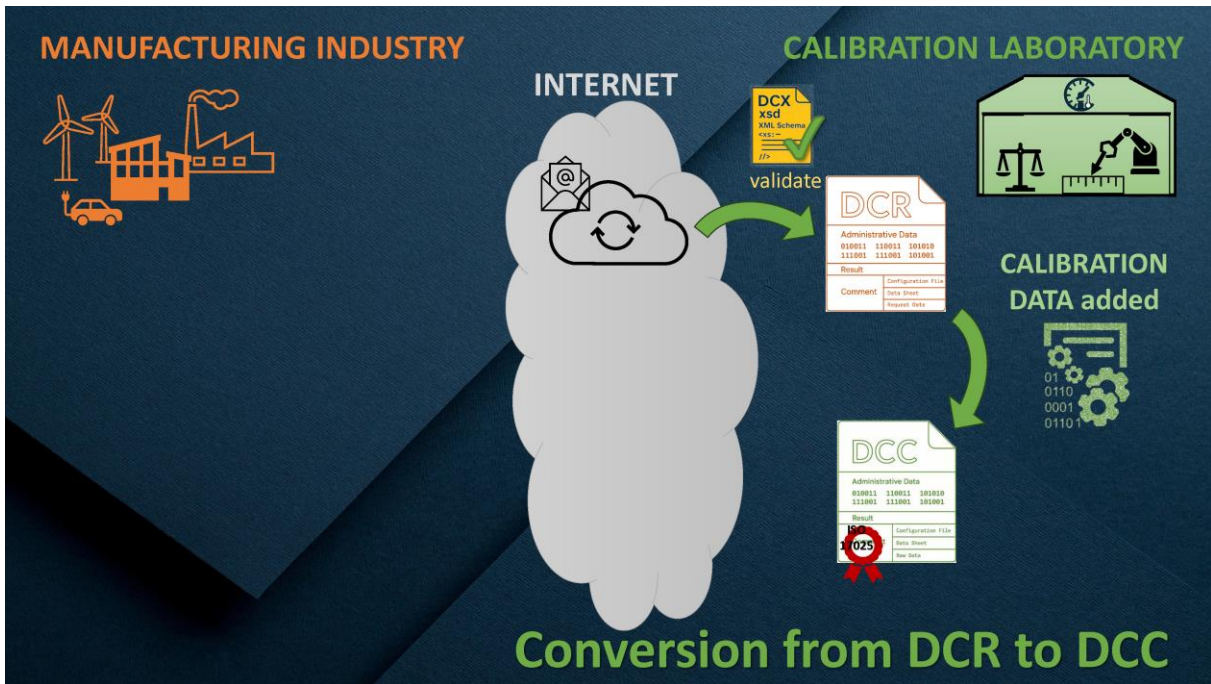 MANUFACTURING INDUSTRY
INTERNET
CALIBRATION LABORATORY
DCX
xsd
XML Schema
<xs:—
//>
validate
@
DCR
Administrative Data
010011 110011 101010
111001 111001 101001
Result
Comment
Configuration File
Data Sheet
Request Data
CALIBRATION
DATA added
01
0110
0001
01101
DCC
Administrative Data
010011 110011 101010
111001 111001 101001
Result
ISO
17025
Configuration File
Data Sheet
Raw Data
Conversion from DCR to DCC